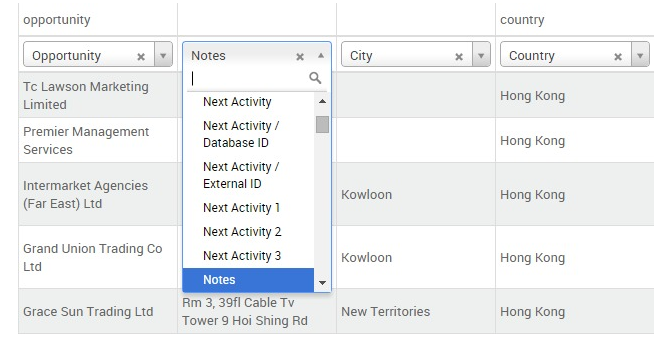 opportunity country
Opportunity × Notes × City × Country ×
Next Activity
Next Activity /
Database ID
Next Activity /
External ID
Next Activity 1
Next Activity 2
Next Activity 3
Notes
Tc Lawson Marketing
Limited
Hong Kong
Premier Management
Services
Hong Kong
Intermarket Agencies
(Far East) Ltd
Kowloon
Hong Kong
Grand Union Trading Co
Ltd
Kowloon
Hong Kong
Grace Sun Trading Ltd
Rm 3, 39fl Cable Tv
Tower 9 Hoi Shing Rd
New Territories
Hong Kong